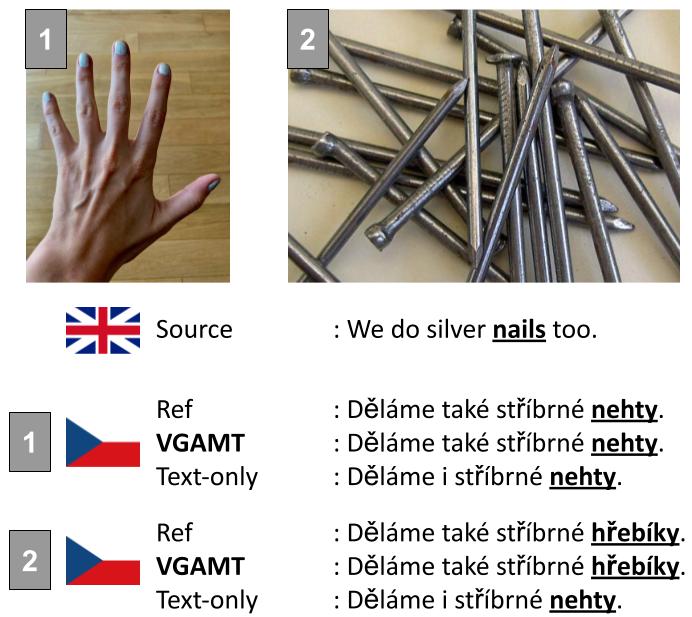 1
2
Source : We do silver nails too.
1
Ref : Děláme také stříbrné nehty.
VGAMT : Děláme také stříbrné nehty.
Text-only : Děláme i stříbrné nehty.
2
Ref : Děláme také stříbrné hřebíky.
VGAMT : Děláme také stříbrné hřebíky.
Text-only : Děláme i stříbrné nehty.